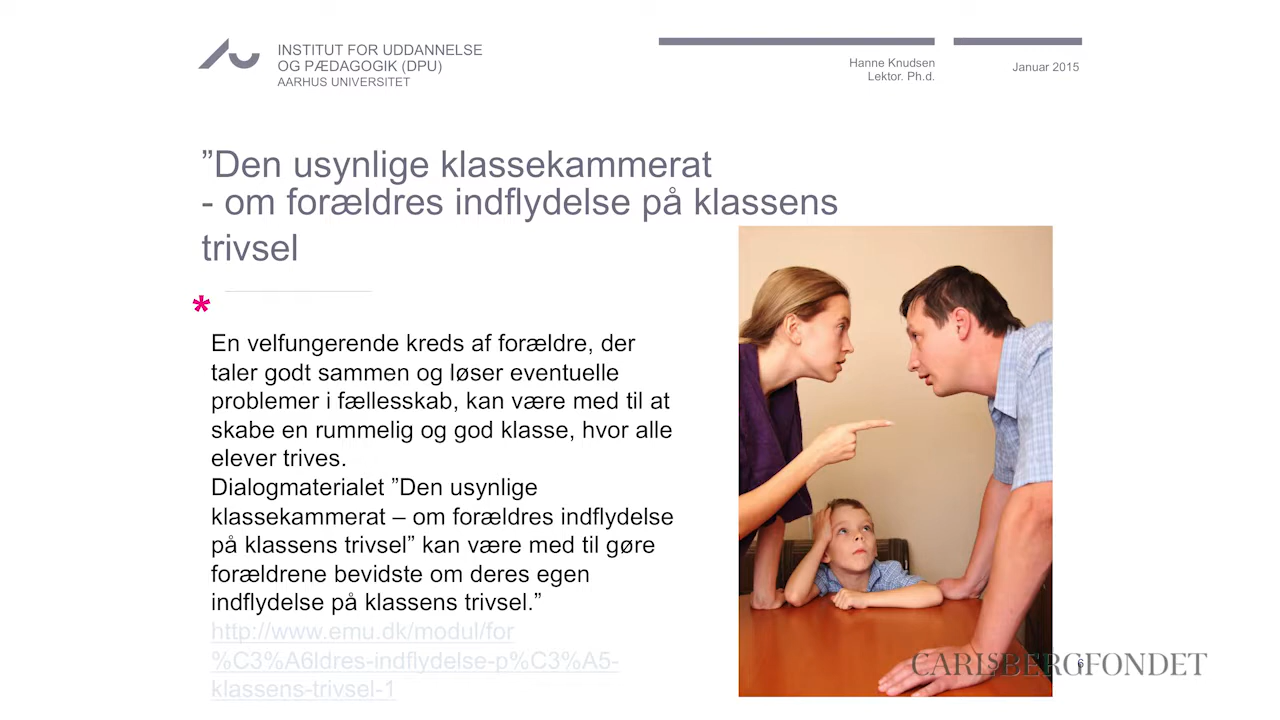 INSTITUT FOR UDDANNELSE
OG PÆDAGOGIK (DPU)
AARHUS UNIVERSITET
Hanne Knudsen
Lektor. Ph.d.
Januar 2015
”Den usynlige klassekammerat
- om forældres indflydelse på klassens
trivsel
*
En velfungerende kreds af forældre, der
taler godt sammen og løser eventuelle
problemer i fællesskab, kan være med til at
skabe en rummelig og god klasse, hvor alle
elever trives.
Dialogmaterialet ”Den usynlige
klassekammerat – om forældres indflydelse
på klassens trivsel” kan være med til gøre
forældrene bevidste om deres egen
indflydelse på klassens trivsel.”
http://www.emu.dk/modul/for
%C3%A6ldres-indflydelse-p%C3%A5-
klassens-trivsel-1
6
CARLSBERGFONDET